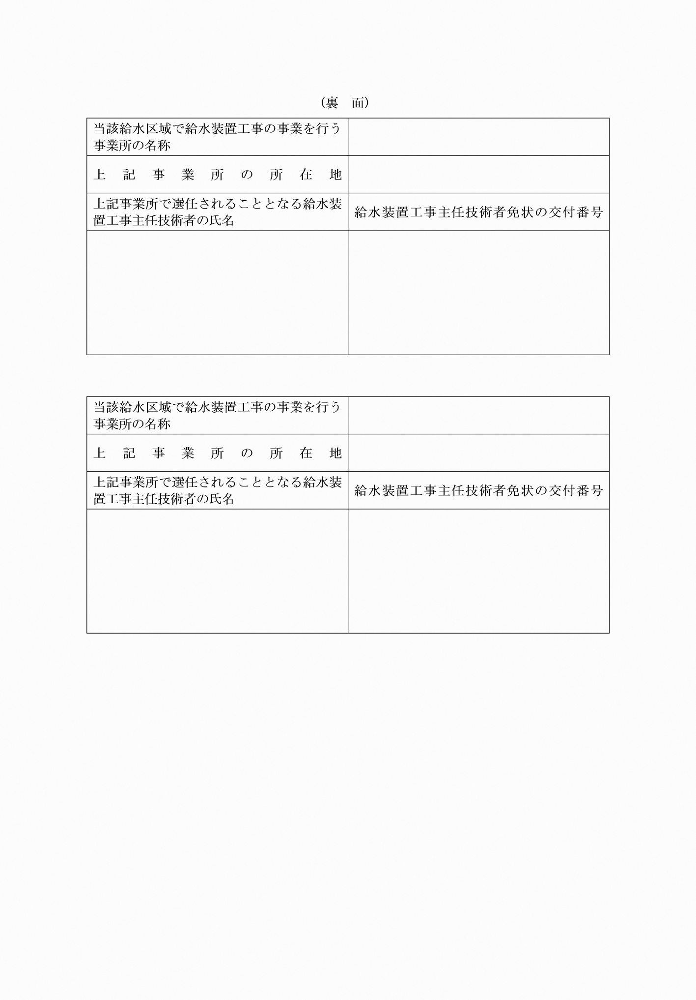 （裏　面）
当該給水区域で給水装置工事の事業を行う
事業所の名称
上記事業所の所在地
上記事業所で選任されることとなる給水装
置工事主任技術者の氏名
給水装置工事主任技術者免状の交付番号
当該給水区域で給水装置工事の事業を行う
事業所の名称
上記事業所の所在地
上記事業所で選任されることとなる給水装
置工事主任技術者の氏名
給水装置工事主任技術者免状の交付番号